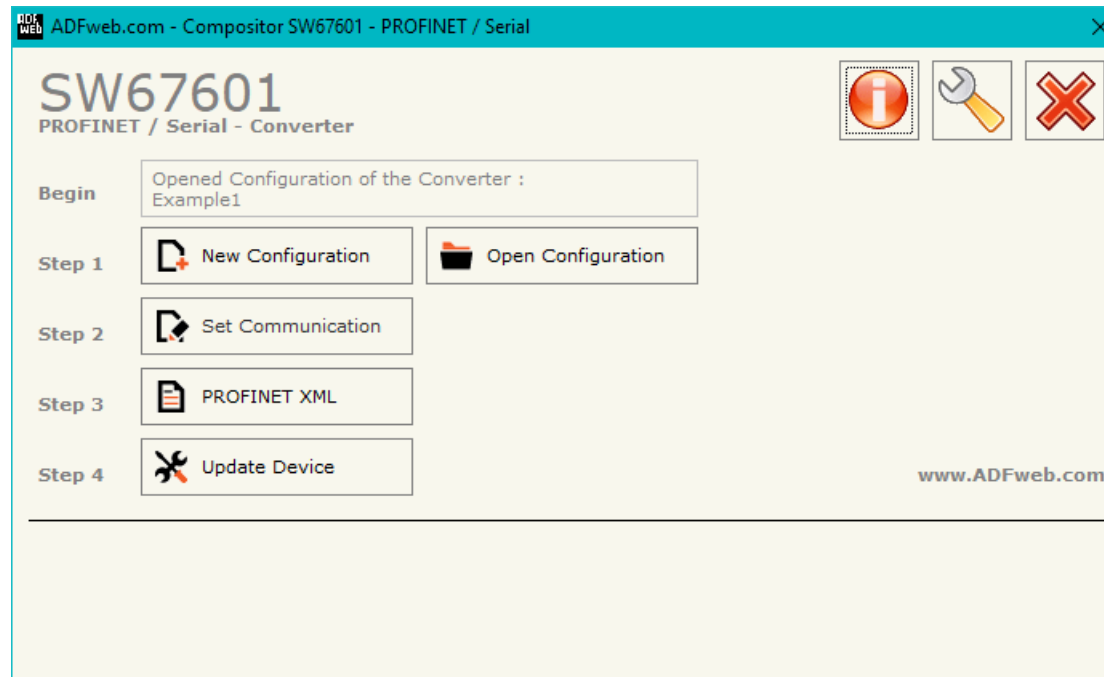 ADF WEB ADFweb.com - Compositor SW67601 - PROFINET / Serial
SW67601
PROFINET / Serial - Converter
Begin
Opened Configuration of the Converter :
Example1
Step 1
New Configuration
Open Configuration
Step 2
Set Communication
Step 3
PROFINET XML
Step 4
Update Device
www.ADFweb.com